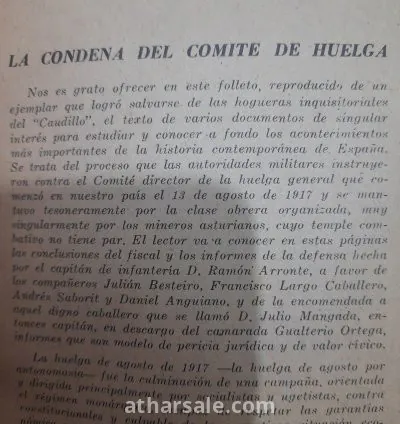 LA CONDENA DEL COMITE DE HUELGA
Nos es grato ofrecer en este folleto, reproducido de un
ejemplar que logró salvarse de las hogueras inquisitoriales
del "Caudillo", el texto de varios documentos de singular
interés para estudiar y conocer a fondo los acontecimientos
más importantes de la historia contemporánea de España.
Se trata del proceso que las autoridades militares instruye-
ron contra el Comité director de la huelga general que co-
menzó en nuestro país el 13 de agosto de 1917 y se man-
tuvo tesoneramente por la clase obrera organizada, muy
singularmente por los mineros asturianos, cuyo temple com-
bativo no tiene par. El lector va a conocer en estas páginas
las conclusiones del fiscal y los informes de la defensa hecha
por el capitán de infantería D. Ramón Arronte, a favor de
los compañeros Julián Besteiro, Francisco Largo Caballero,
Andrés Saborit y Daniel Anguiano, y de la encomendada a
aquel digno caballero que se llamó D. Julio Mangada, en-
tonces capitán, en descargo del camarada Gualterio Ortega,
informes que son modelo de pericia jurídica y de valor cívico.
La huelga de agosto de 1917 —la huelga de agosto por
autonomasia— fue la culminación de una campaña, orientada
y dirigida principalmente por socialistas y ugetistas, contra
el régimen
las garantías
atharsale.com